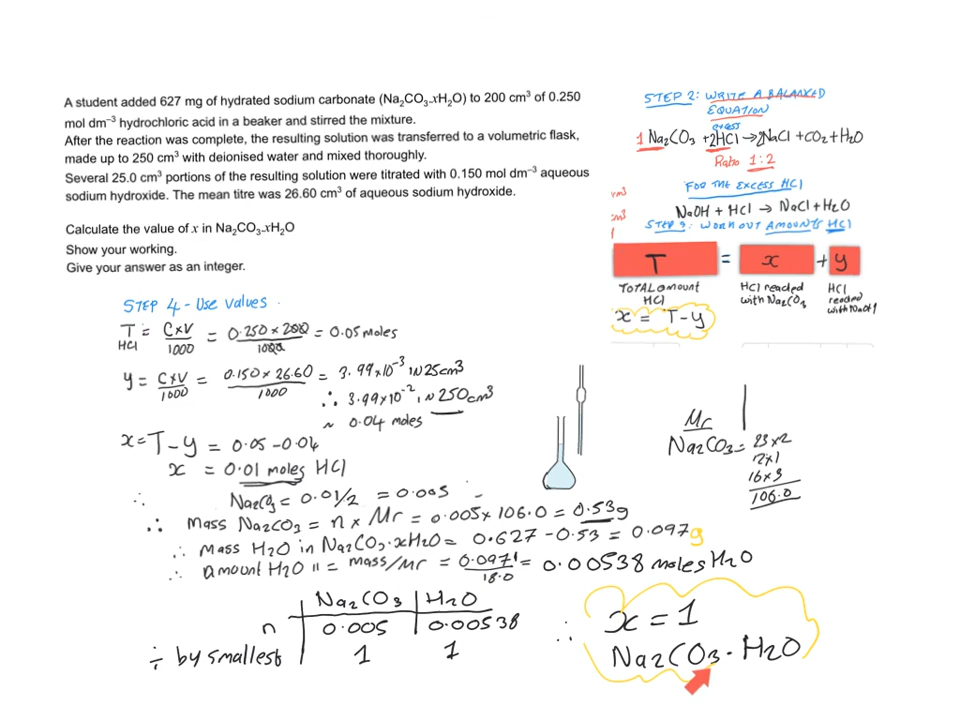 A student added 627 mg of hydrated sodium carbonate (Na₂CO₃.xH₂O) to 200 cm³ of 0.250
mol dm⁻³ hydrochloric acid in a beaker and stirred the mixture.
After the reaction was complete, the resulting solution was transferred to a volumetric flask,
made up to 250 cm³ with deionised water and mixed thoroughly.
Several 25.0 cm³ portions of the resulting solution were titrated with 0.150 mol dm⁻³ aqueous
sodium hydroxide. The mean titre was 26.60 cm³ of aqueous sodium hydroxide.
Calculate the value of x in Na₂CO₃.xH₂O
Show your working.
Give your answer as an integer.
STEP 2: WRITE A BALANCED
EQUATION
excess
1 Na₂CO₃ + 2HCl → 2NaCl + CO₂ + H₂O
Ratio 1:2
FOR THE EXCESS HCl
NaOH + HCl → NaCl + H₂O
STEP 3: WORK OUT AMOUNTS HCl
T = x + y
TOTAL amount
HCl
HCl reacted
with Na₂CO₃
HCl
reacted
with NaOH
x = T-y
STEP 4 - Use values
T HCl = CxV/1000 = 0.250 x 200/1000 = 0.05 moles
y = CxV/1000 = 0.150 x 26.60/1000 = 3.99x10⁻³ in 25cm³
∴ 3.99x10⁻² in 250cm³
~ 0.04 moles
x = T-y = 0.05 - 0.04
x = 0.01 moles HCl
∴ Na₂CO₃ = 0.01/2 = 0.005
∴ Mass Na₂CO₃ = n x Mr = 0.005 x 106.0 = 0.53g
∴ Mass H₂O in Na₂CO₃.xH₂O = 0.627 - 0.53 = 0.097g
∴ amount H₂O " = mass/Mr = 0.097/18.0 = 0.00538 moles H₂O
Mr
Na₂CO₃ = 23x2
12x1
16x3
106.0
Na₂CO₃ | H₂O
n 0.005 | 0.00538
÷ by smallest 1 1
∴ x = 1
Na₂CO₃.H₂O